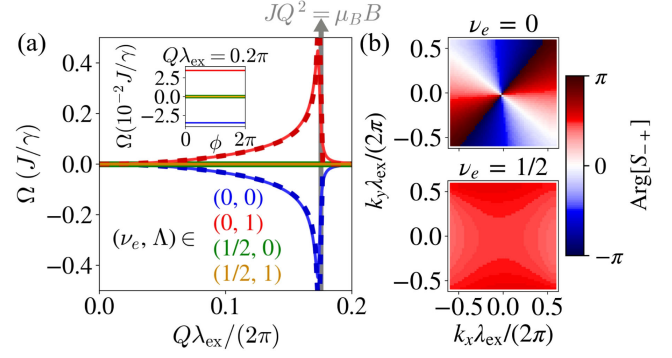 JQ² = μ_B B
(a)
Qλ_ex = 0.2π
Ω(10⁻² J/γ)
2.5
0.0
−2.5
0
ϕ
2π
Ω (J/γ)
0.4
0.2
0.0
−0.2
−0.4
(ν_e, Λ) ∈
(0, 0)
(0, 1)
(1/2, 0)
(1/2, 1)
0.0
0.1
0.2
Qλ_ex/(2π)
(b)
ν_e = 0
0.5
0.0
−0.5
k_yλ_ex/(2π)
ν_e = 1/2
0.5
0.0
−0.5
−0.5
0.0
0.5
k_xλ_ex/(2π)
π
0
−π
Arg[S_−+]